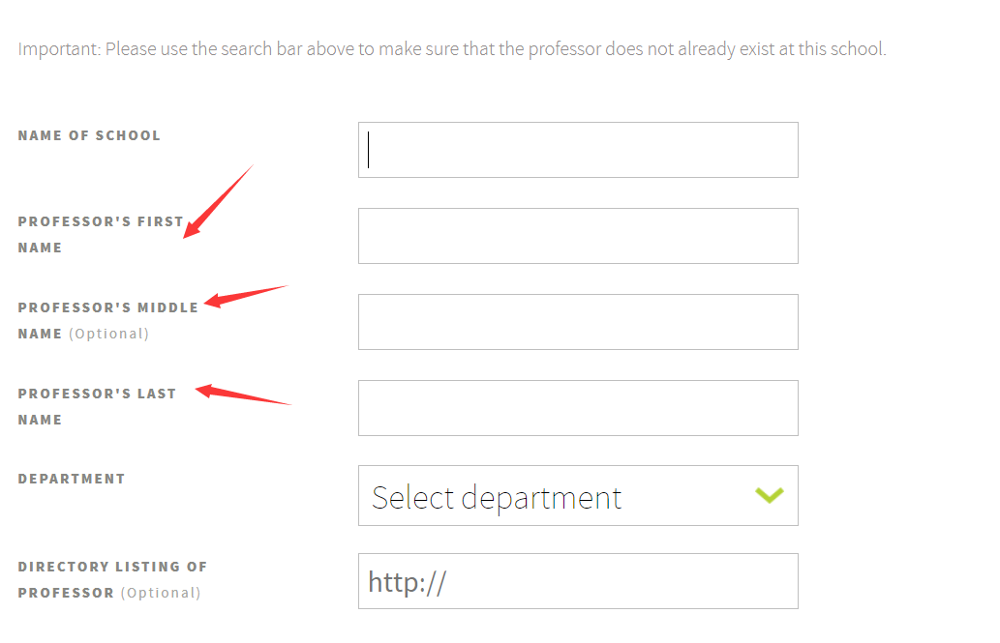 Important: Please use the search bar above to make sure that the professor does not already exist at this school.
NAME OF SCHOOL
PROFESSOR'S FIRST
NAME
PROFESSOR'S MIDDLE
NAME (Optional)
PROFESSOR'S LAST
NAME
DEPARTMENT
Select department
DIRECTORY LISTING OF
PROFESSOR (Optional)
http://